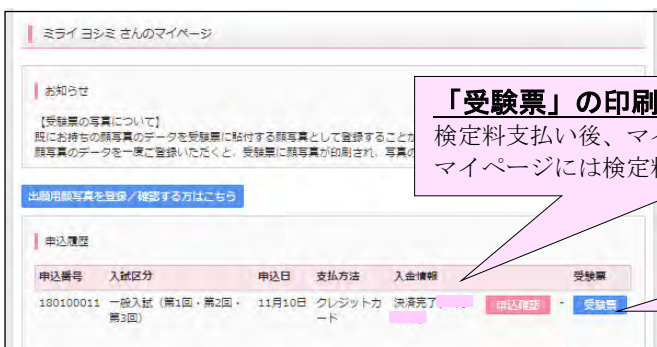 ミライ ヨシミ さんのマイページ
お知らせ
【受験票の写真について】
既にお持ちの顔写真のデータを受験票に貼付する顔写真として登録することが
顔写真のデータを一度ご登録いただくと、受験票に顔写真が印刷され、写真の
「受験票」の印刷
検定料支払い後、マイ
マイページには検定料
出願用顔写真を登録/確認する方はこちら
申込履歴
申込番号 入試区分 申込日 支払方法 入金情報 受験票
180100011 一般入試(第1回・第2回・ 11月10日 クレジットカ 決済完了 申込確認 - 受験票
第3回) ード